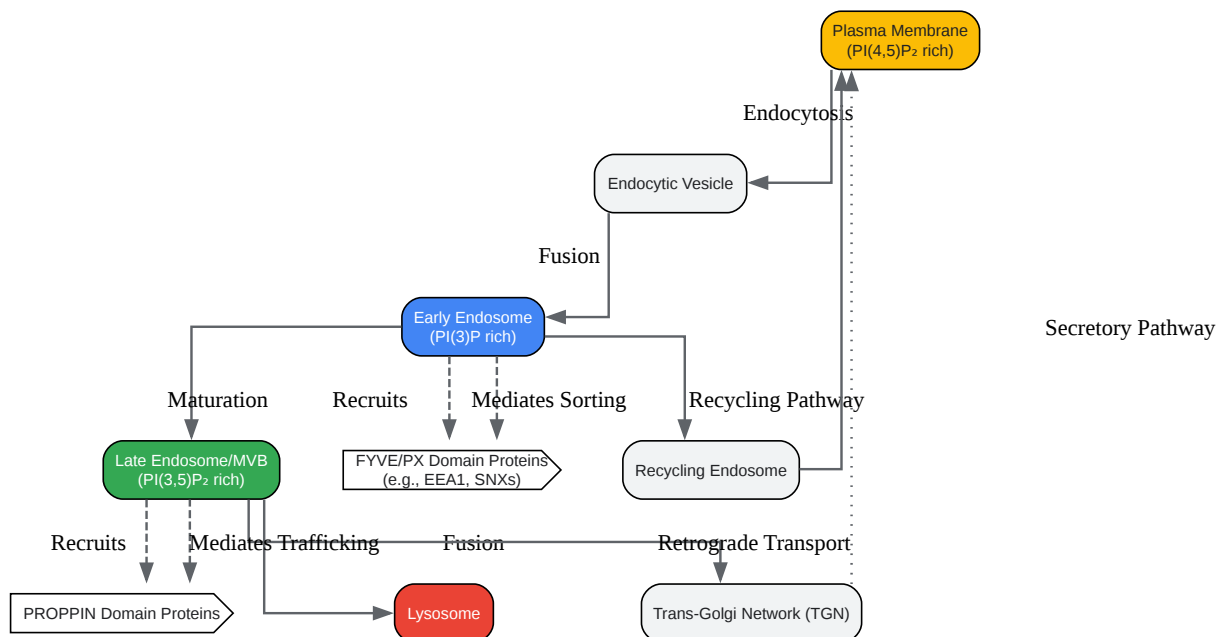 Plasma Membrane
(PI(4,5)P₂ rich)
Endocytosis
Endocytic Vesicle
Fusion
Early Endosome
(PI(3)P rich)
Secretory Pathway
Maturation
Recruits
Mediates Sorting
Recycling Pathway
Late Endosome/MVB
(PI(3,5)P₂ rich)
FYVE/PX Domain Proteins
(e.g., EEA1, SNXs)
Recycling Endosome
Recruits
Mediates Trafficking
Fusion
Retrograde Transport
PROPPIN Domain Proteins
Lysosome
Trans-Golgi Network (TGN)